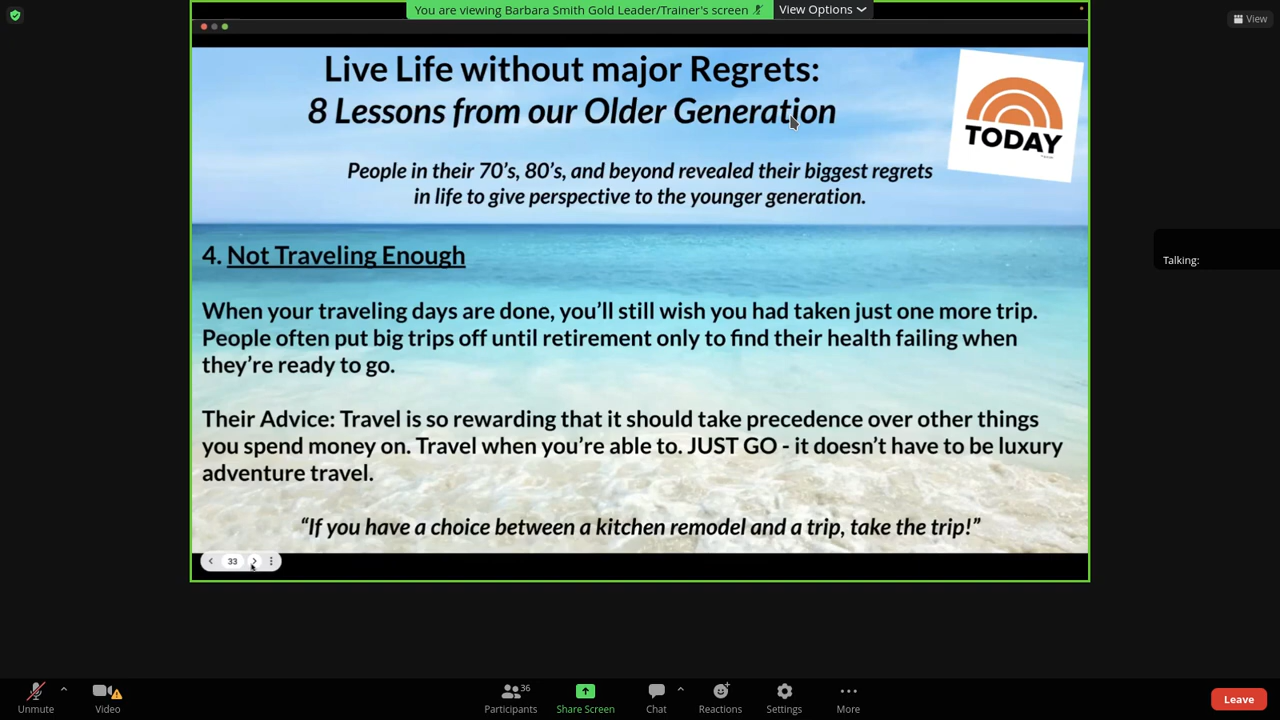 You are viewing Barbara Smith Gold Leader/Trainer's screen
View Options
View
Live Life without major Regrets:
8 Lessons from our Older Generation
TODAY
People in their 70's, 80's, and beyond revealed their biggest regrets
in life to give perspective to the younger generation.
4. Not Traveling Enough
Talking:
When your traveling days are done, you'll still wish you had taken just one more trip.
People often put big trips off until retirement only to find their health failing when
they're ready to go.
Their Advice: Travel is so rewarding that it should take precedence over other things
you spend money on. Travel when you're able to. JUST GO - it doesn't have to be luxury
adventure travel.
“If you have a choice between a kitchen remodel and a trip, take the trip!”
33
36
Unmute
Video
Participants
Share Screen
Chat
Reactions
Settings
More
Leave